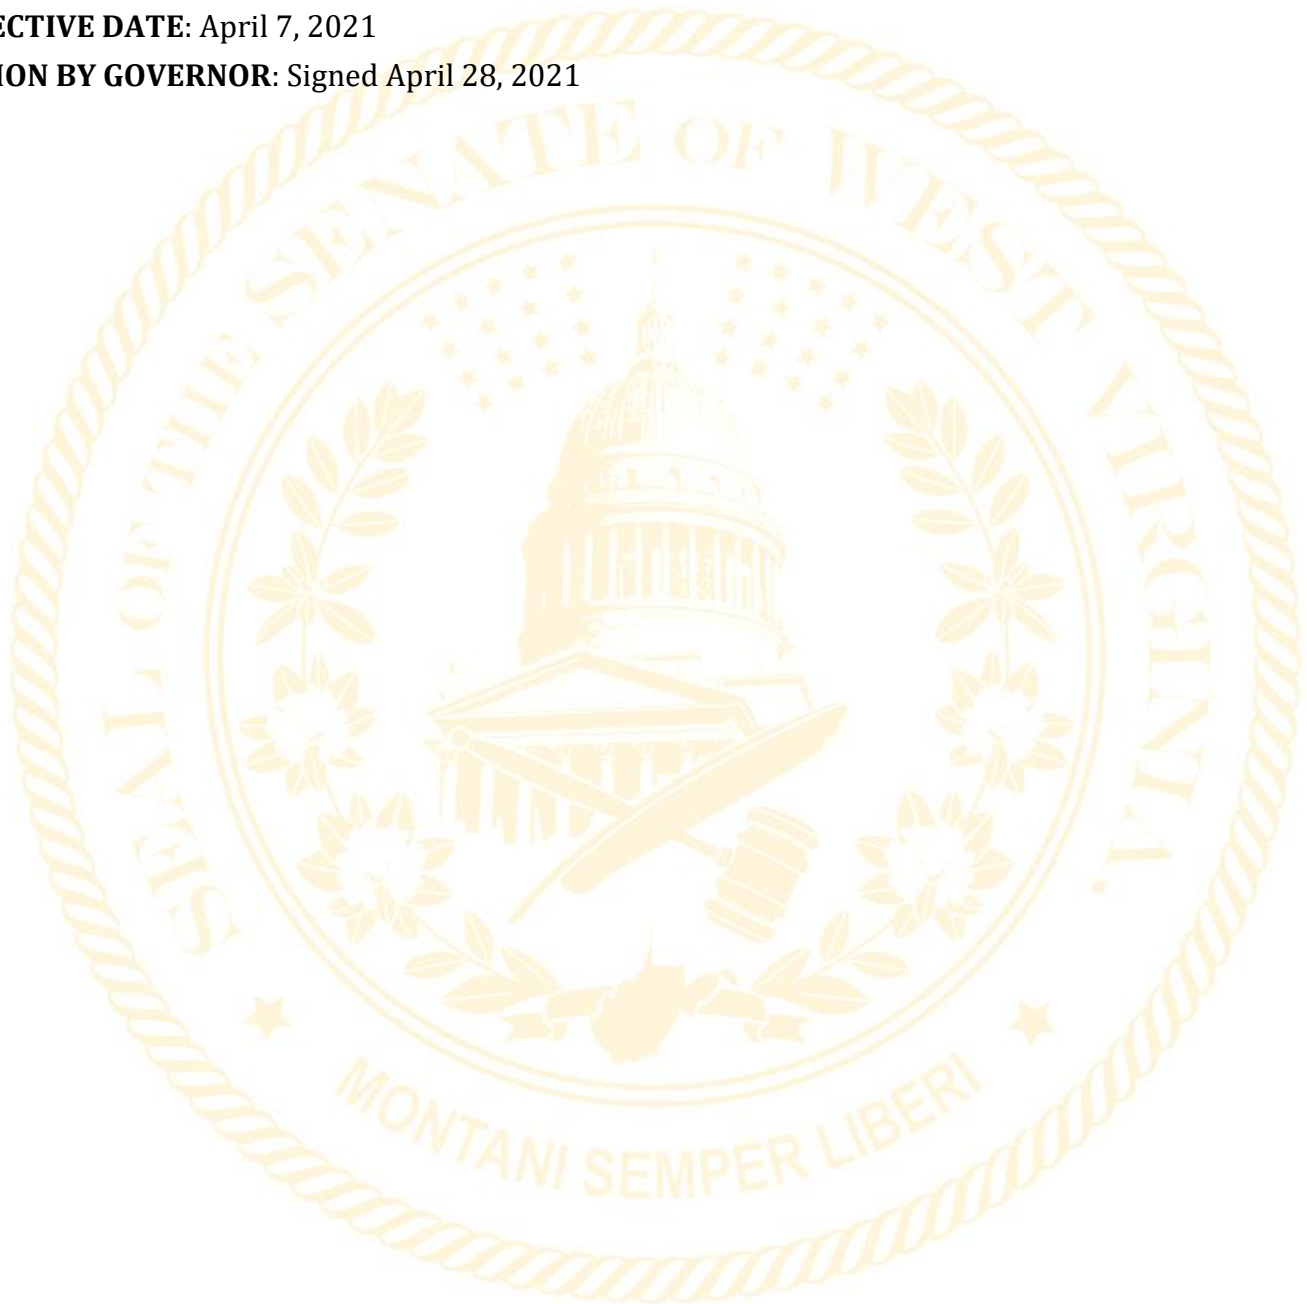 ECTIVE DATE: April 7, 2021
ION BY GOVERNOR: Signed April 28, 2021
SEAL OF THE SENATE OF WEST VIRGINIA
MONTANI SEMPER LIBERI